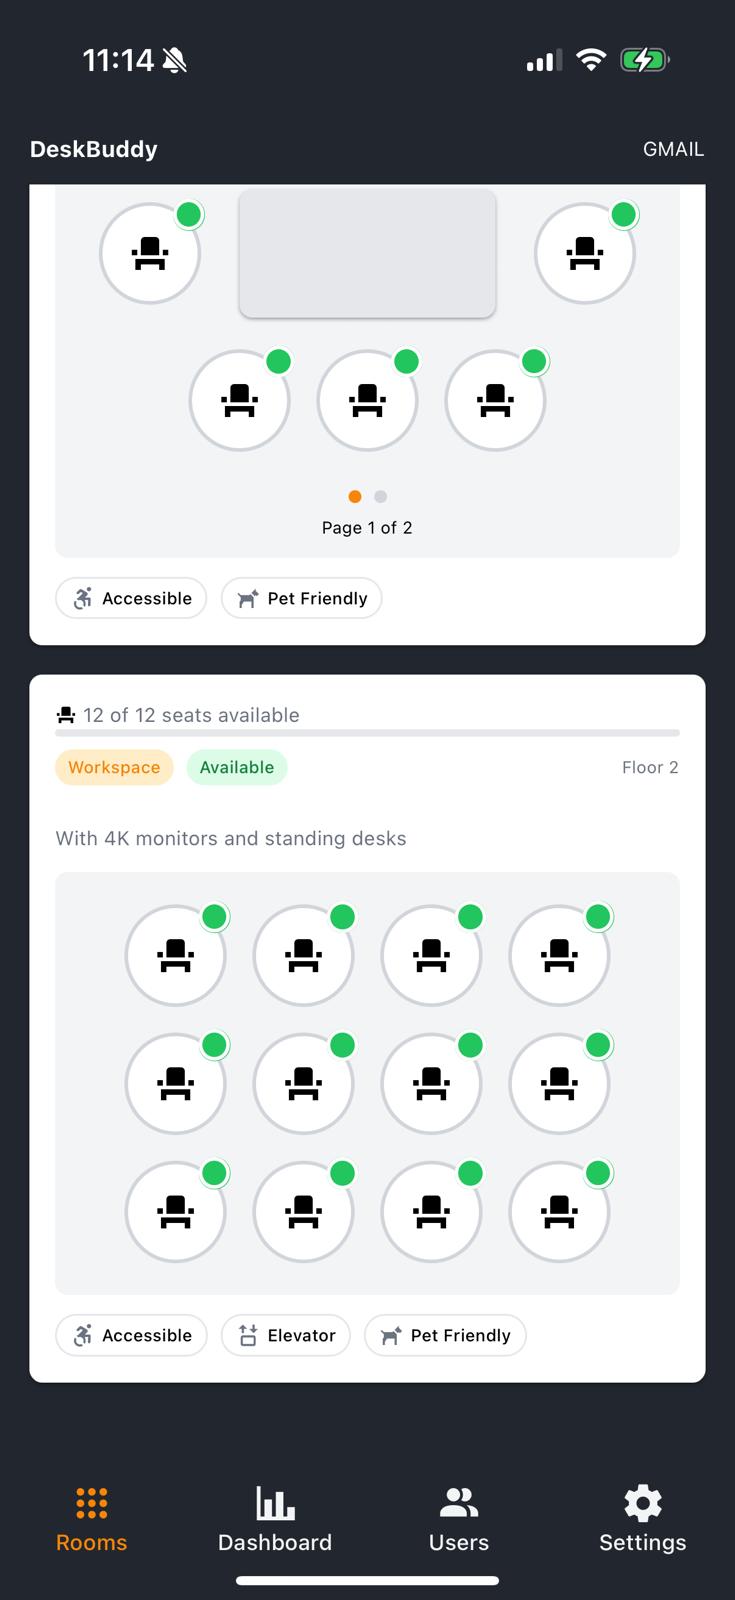 11:14
DeskBuddy
GMAIL
Page 1 of 2
Accessible
Pet Friendly
12 of 12 seats available
Workspace
Available
Floor 2
With 4K monitors and standing desks
Accessible
Elevator
Pet Friendly
Rooms
Dashboard
Users
Settings